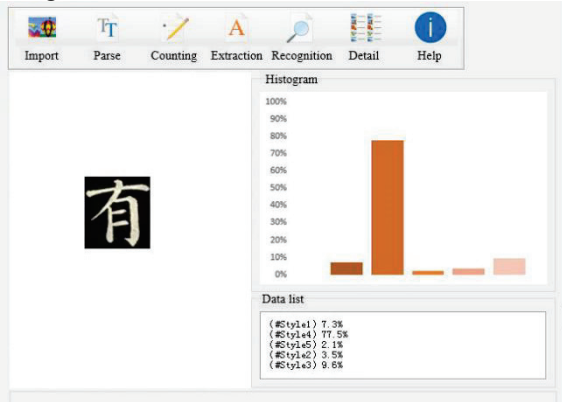 Import Parse Counting Extraction Recognition Detail Help
有
Histogram
100%
90%
80%
70%
60%
50%
40%
30%
20%
10%
0%
Data list
(#Style1) 7.3%
(#Style4) 77.5%
(#Style5) 2.1%
(#Style2) 3.5%
(#Style3) 9.6%